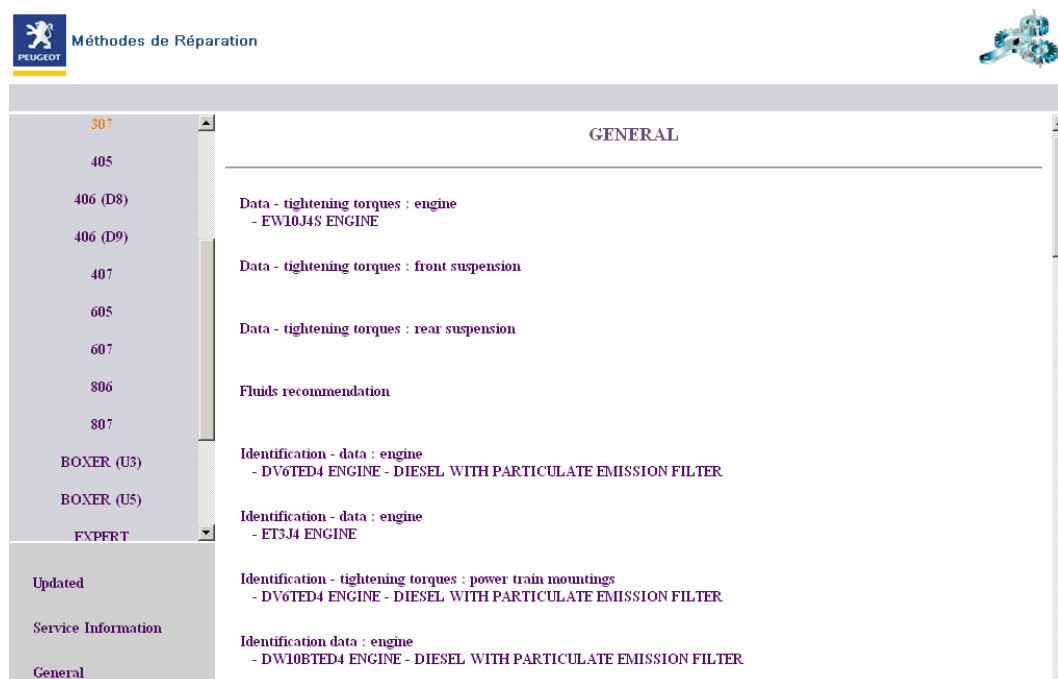 PEUGEOT
Méthodes de Réparation
307
405
406 (D8)
406 (D9)
407
605
607
806
807
BOXER (U3)
BOXER (U5)
EXPERT
Updated
Service Information
General
GENERAL
Data - tightening torques : engine
- EW10J4S ENGINE
Data - tightening torques : front suspension
Data - tightening torques : rear suspension
Fluids recommendation
Identification - data : engine
- DV6TED4 ENGINE - DIESEL WITH PARTICULATE EMISSION FILTER
Identification - data : engine
- ET3J4 ENGINE
Identification - tightening torques : power train mountings
- DV6TED4 ENGINE - DIESEL WITH PARTICULATE EMISSION FILTER
Identification data : engine
- DW10BTED4 ENGINE - DIESEL WITH PARTICULATE EMISSION FILTER